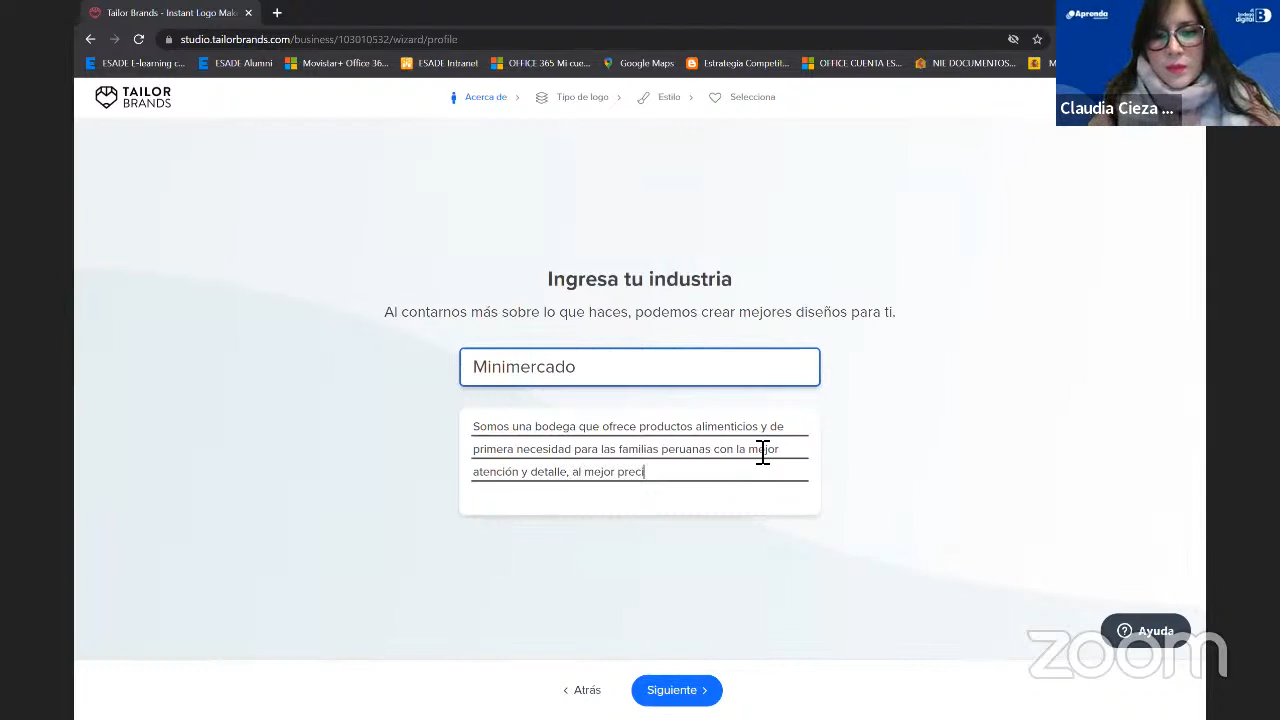 Tailor Brands - Instant Logo Mak
studio.tailorbrands.com/business/103010532/wizard/profile
ESADE E-learning c... ESADE Alumni Movistar+ Office 36... ESADE Intranet OFFICE 365 Mi cue... Google Maps Estrategia Competit... OFFICE CUENTA ES... NIE DOCUMENTOS... M
Aprende bodega digital B
Claudia Cieza ...
TAILOR BRANDS
Acerca de Tipo de logo Estilo Selecciona
Ingresa tu industria
Al contarnos más sobre lo que haces, podemos crear mejores diseños para ti.
Minimercado
Somos una bodega que ofrece productos alimenticios y de
primera necesidad para las familias peruanas con la mejor
atención y detalle, al mejor preci
Ayuda
zoom
Atrás Siguiente